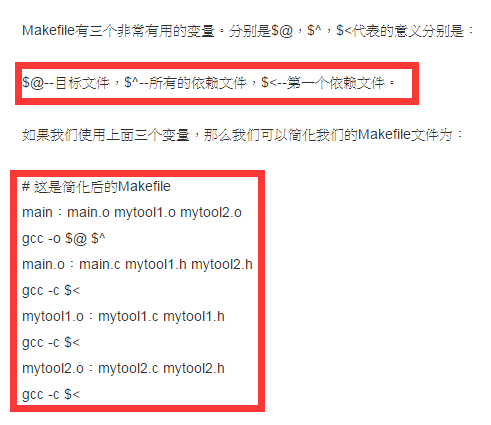 Makefile有三个非常有用的变量。分别是$@，$^，$<代表的意义分别是：
$@--目标文件，$^--所有的依赖文件，$<--第一个依赖文件。
如果我们使用上面三个变量，那么我们可以简化我们的Makefile文件为：
# 这是简化后的Makefile
main：main.o mytool1.o mytool2.o
gcc -o $@ $^
main.o：main.c mytool1.h mytool2.h
gcc -c $<
mytool1.o：mytool1.c mytool1.h
gcc -c $<
mytool2.o：mytool2.c mytool2.h
gcc -c $<